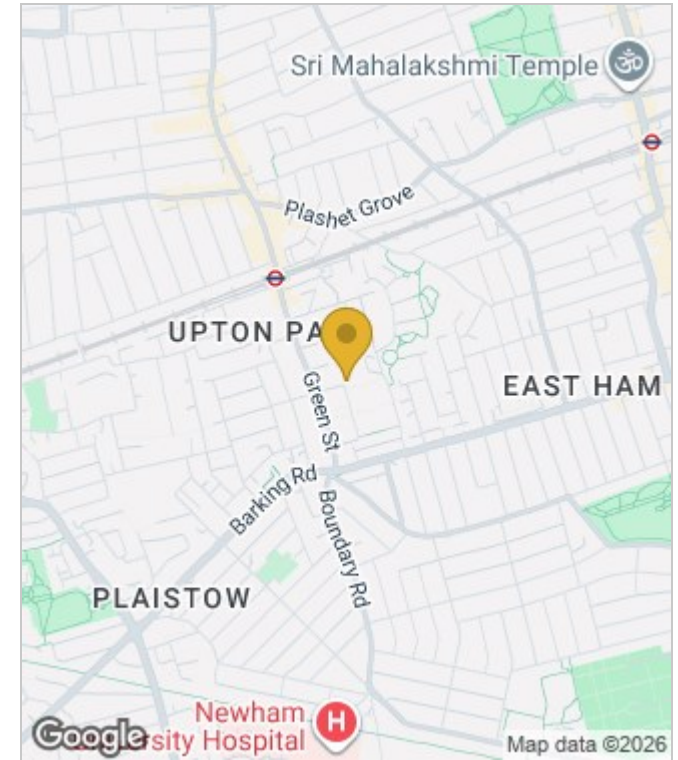 Sri Mahalakshmi Temple
Plashet Grove
UPTON PA
Green St
EAST HAM
Barking Rd
Boundary Rd
PLAISTOW
Newham
rsity Hospital
H
Google
Map data ©2026